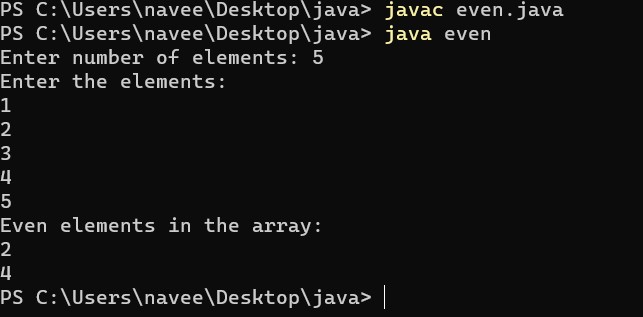 PS C:\Users\navee\Desktop\java> javac even.java
PS C:\Users\navee\Desktop\java> java even
Enter number of elements: 5
Enter the elements:
1
2
3
4
5
Even elements in the array:
2
4
PS C:\Users\navee\Desktop\java>